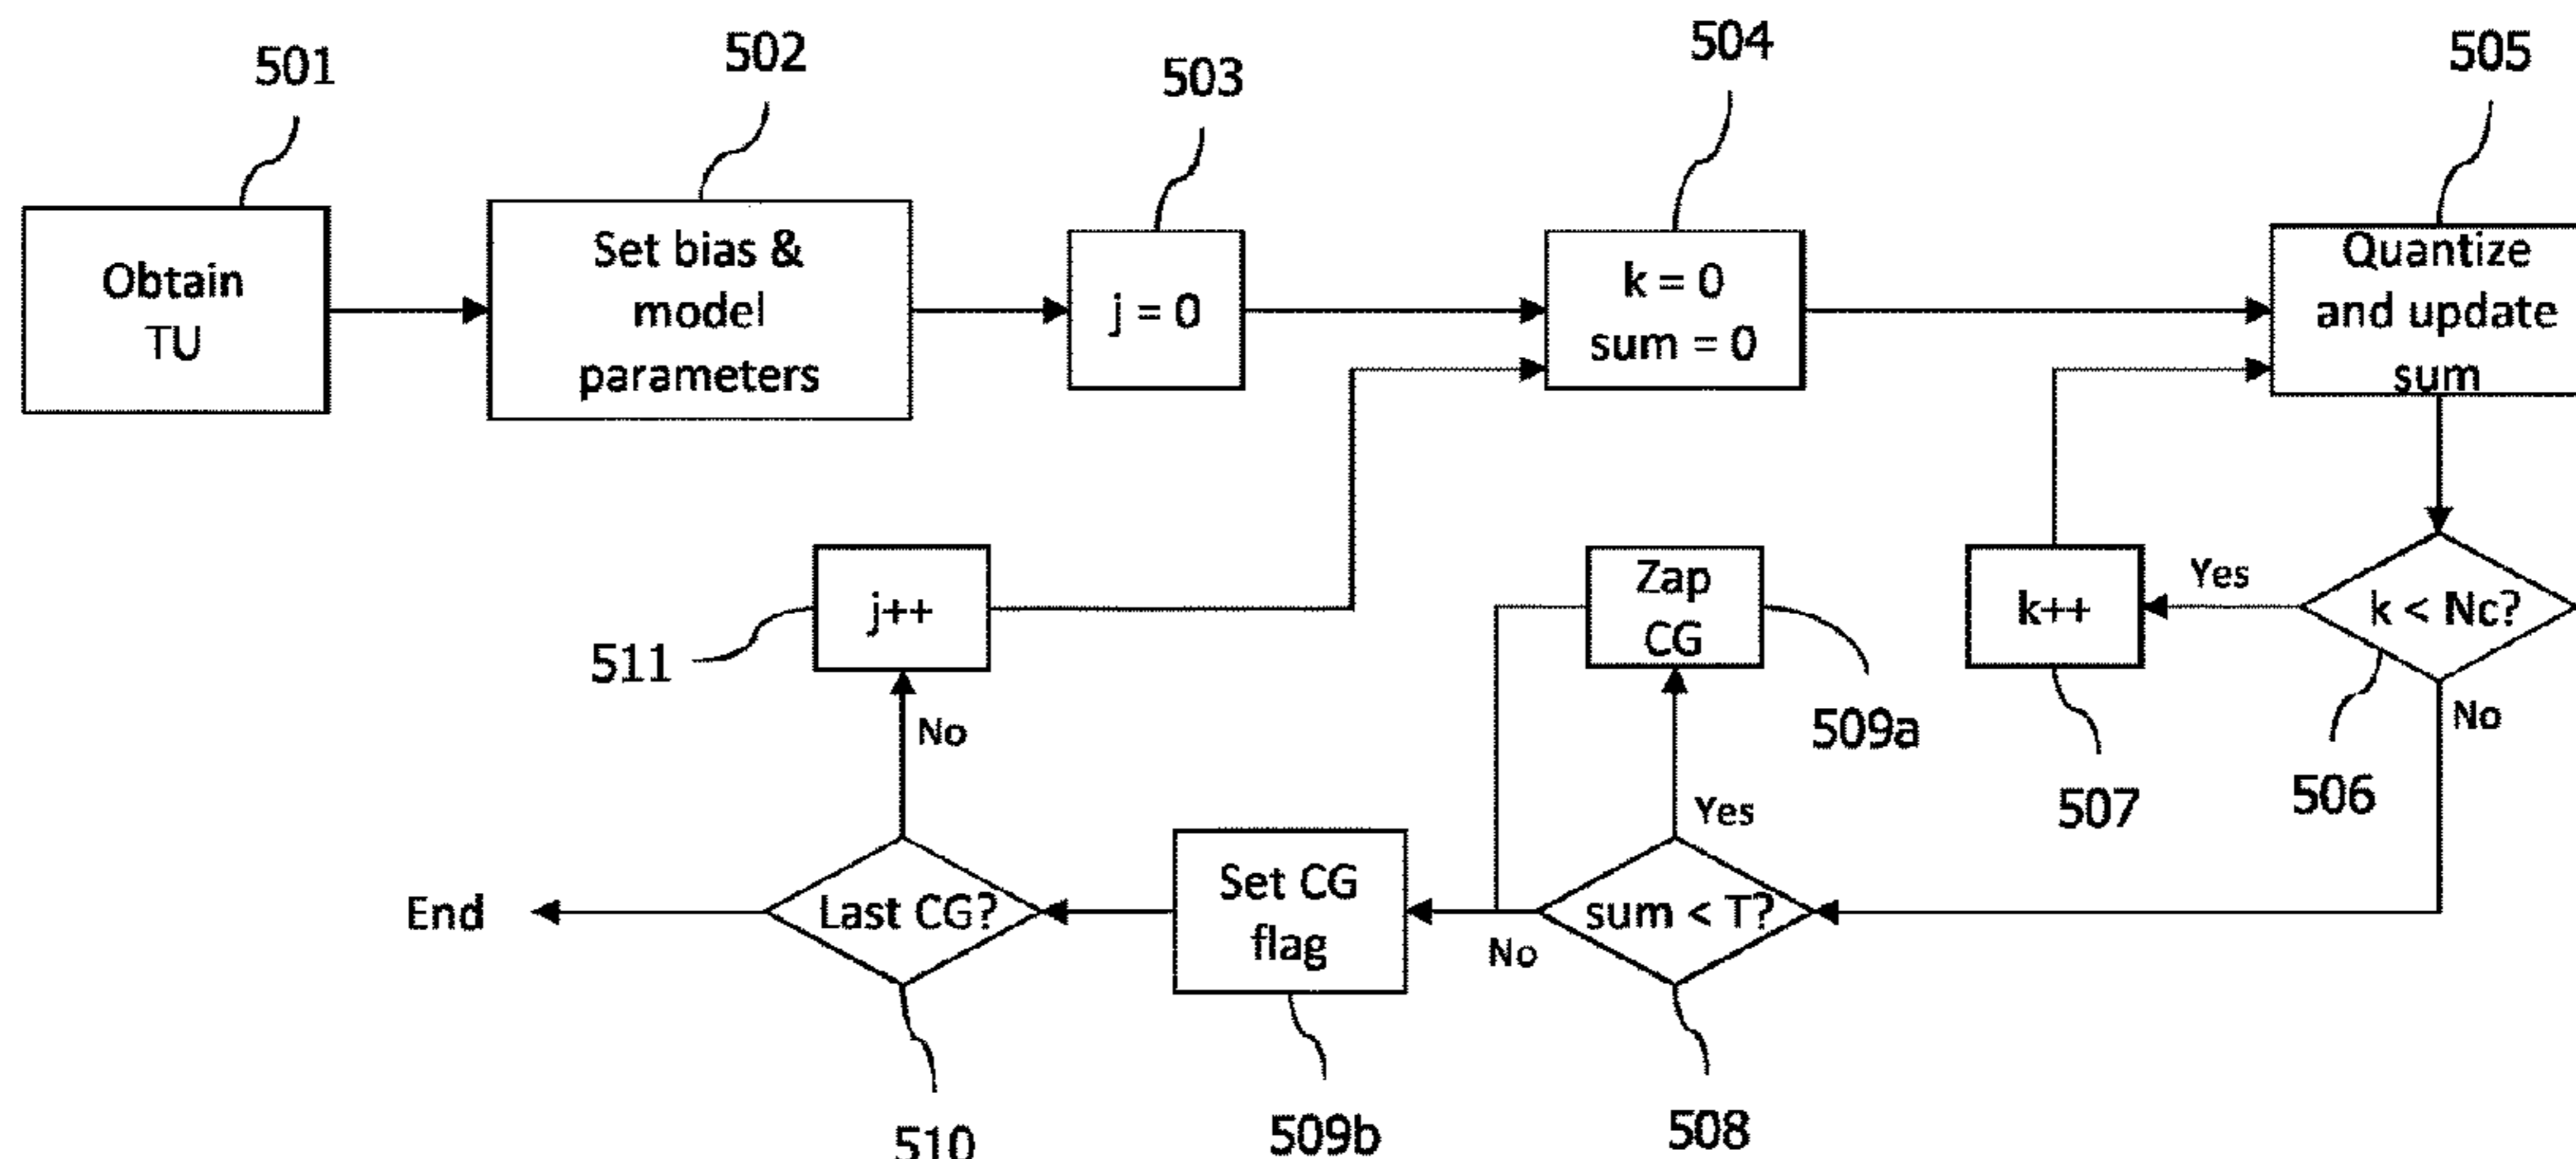 501
502
503
504
505
Obtain
TU
Set bias &
model
parameters
j = 0
k = 0
sum = 0
Quantize
and update
sum
511
j++
Zap
CG
509a
k++
507
Yes
k < Nc?
506
No
No
Yes
End
Last CG?
510
Set CG
flag
509b
No
sum < T?
508